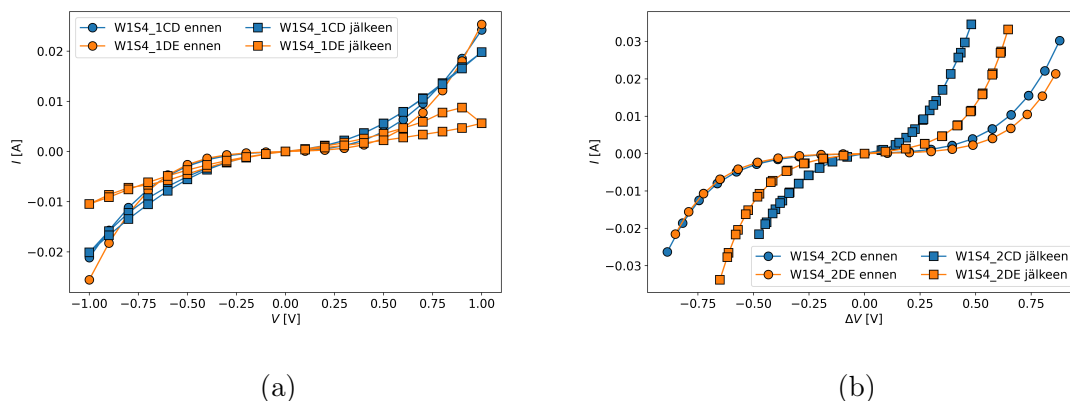 W1S4_1CD ennen
W1S4_1DE ennen
W1S4_1CD jälkeen
W1S4_1DE jälkeen
0.02
0.01
0.00
−0.01
−0.02
I [A]
−1.00 −0.75 −0.50 −0.25 0.00 0.25 0.50 0.75 1.00
V [V]
(a)
0.03
0.02
0.01
0.00
−0.01
−0.02
−0.03
I [A]
W1S4_2CD ennen
W1S4_2DE ennen
W1S4_2CD jälkeen
W1S4_2DE jälkeen
−0.75 −0.50 −0.25 0.00 0.25 0.50 0.75
ΔV [V]
(b)